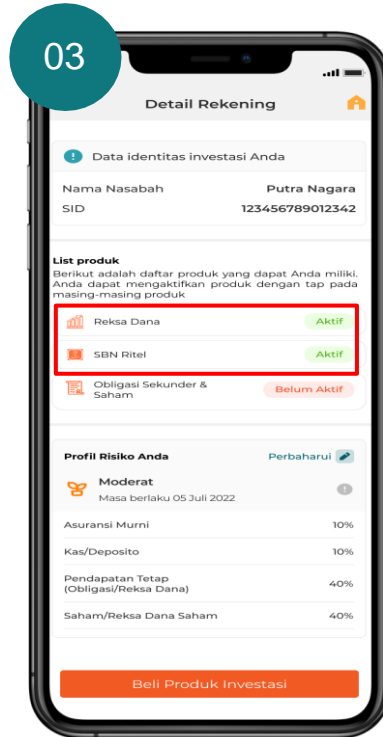 03
Detail Rekening
Data identitas investasi Anda
Nama Nasabah Putra Nagara
SID 123456789012342
List produk
Berikut adalah daftar produk yang dapat Anda miliki.
Anda dapat mengaktifkan produk dengan tap pada
masing-masing produk
Reksa Dana Aktif
SBN Ritel Aktif
Obligasi Sekunder &
Saham Belum Aktif
Profil Risiko Anda Perbaharui
Moderat
Masa berlaku 05 Juli 2022
Asuransi Murni 10%
Kas/Deposito 10%
Pendapatan Tetap
(Obligasi/Reksa Dana) 40%
Saham/Reksa Dana Saham 40%
Beli Produk Investasi